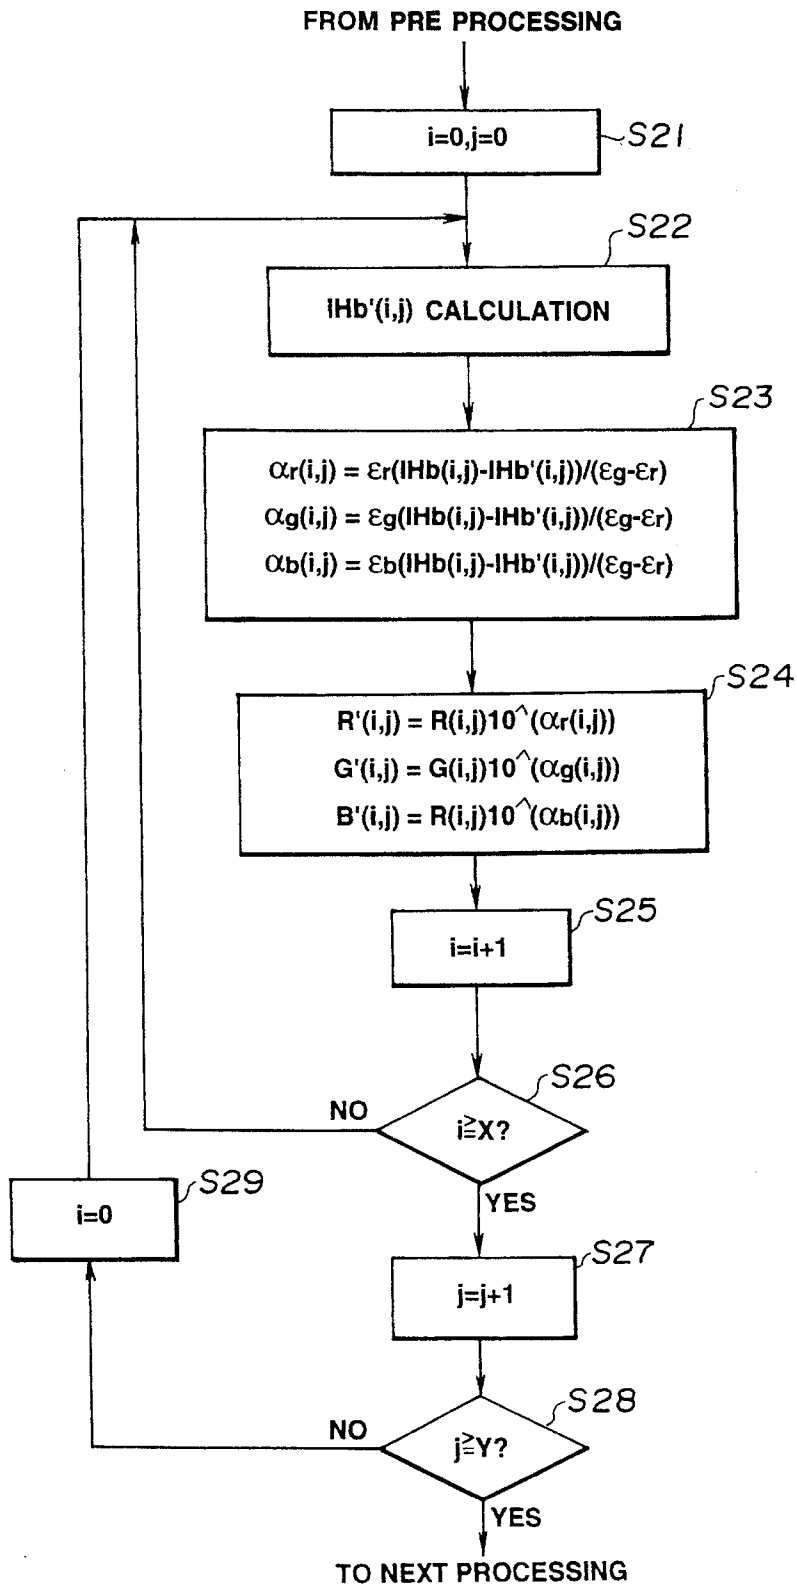 FROM PRE PROCESSING
i=0,j=0
S21
S22
IHb'(i,j) CALCULATION
S23
αr(i,j) = εr(IHb(i,j)-IHb'(i,j))/(εg-εr)
αg(i,j) = εg(IHb(i,j)-IHb'(i,j))/(εg-εr)
αb(i,j) = εb(IHb(i,j)-IHb'(i,j))/(εg-εr)
S24
R'(i,j) = R(i,j)10^(αr(i,j))
G'(i,j) = G(i,j)10^(αg(i,j))
B'(i,j) = R(i,j)10^(αb(i,j))
S25
i=i+1
S26
NO
i≧X?
S29
YES
i=0
S27
j=j+1
S28
NO
j≧Y?
YES
TO NEXT PROCESSING